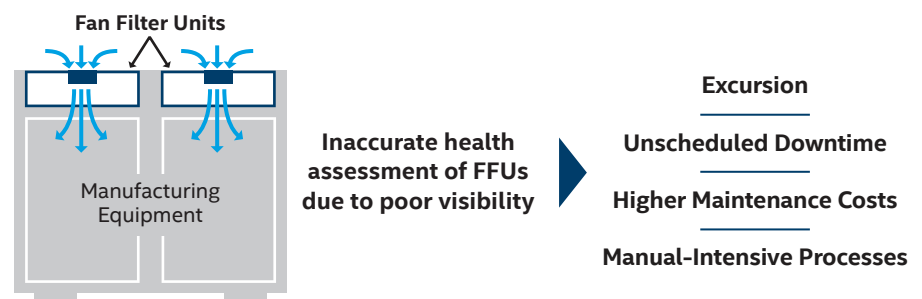 Fan Filter Units
Manufacturing
Equipment
Inaccurate health
assessment of FFUs
due to poor visibility
Excursion
Unscheduled Downtime
Higher Maintenance Costs
Manual-Intensive Processes